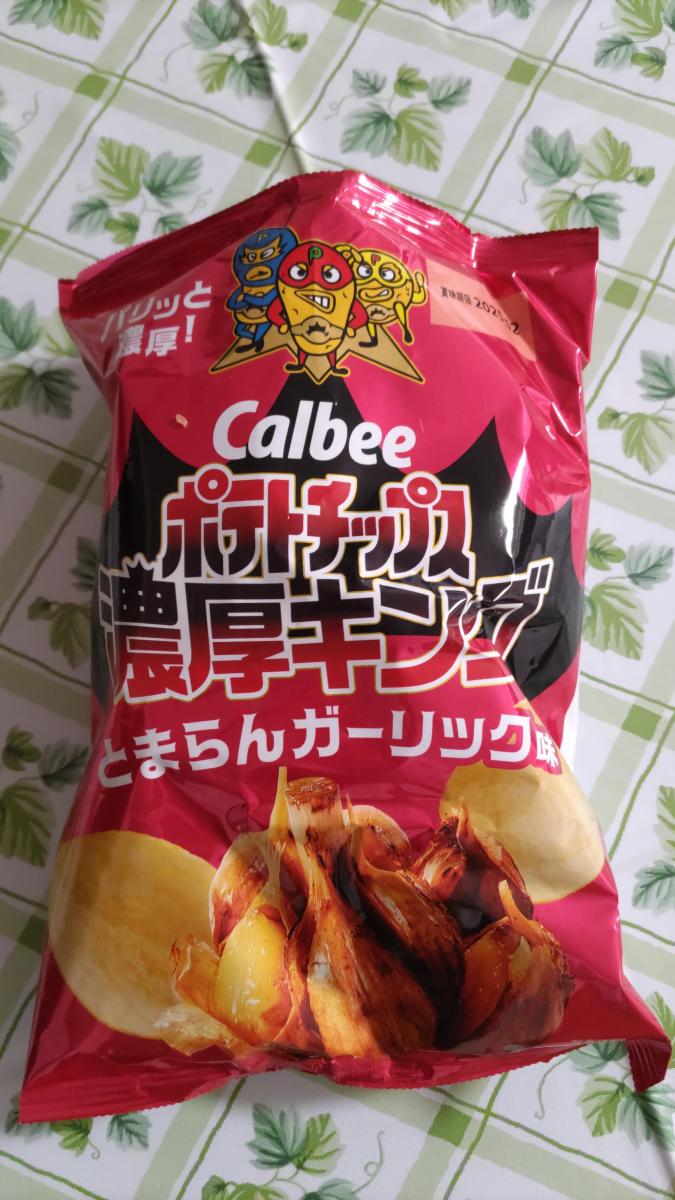 パリッと
濃厚!
賞味期限
Calbee
ポテトチップス
濃厚キング
とまらんガーリック味